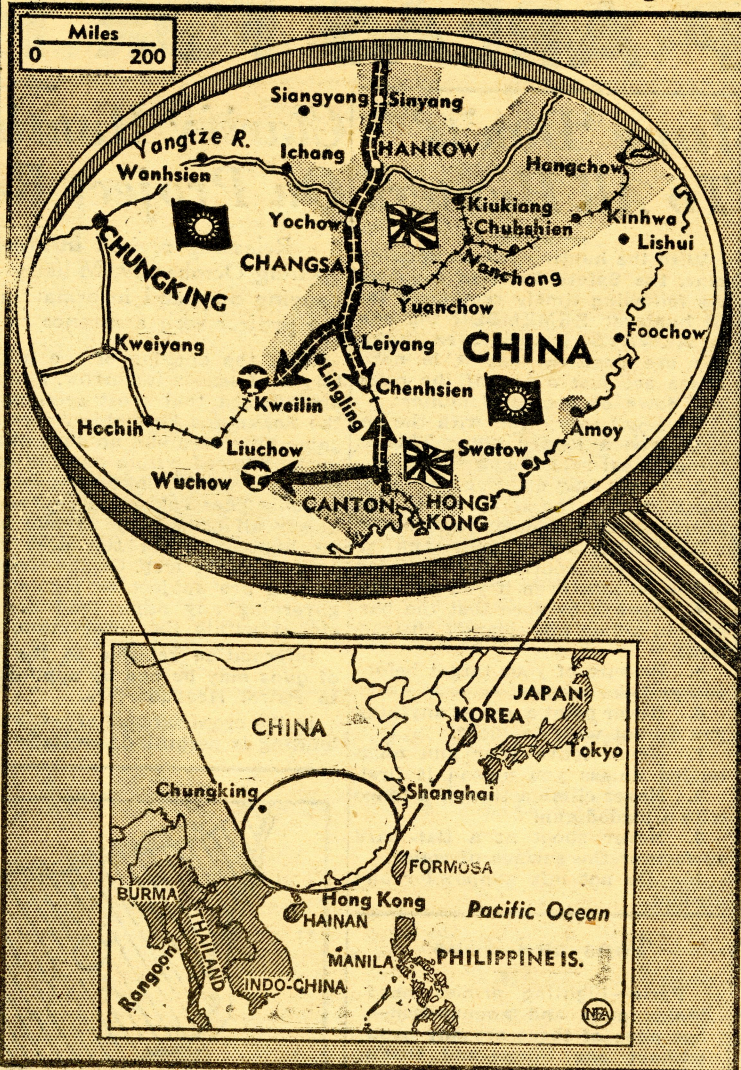 Miles
0 200
Siangyang
Sinyang
Yangtze R.
Ichang
HANKOW
Hangchow
Wanhsien
Kiukiang
Yochow
Chuhshien
Kinhwa
Lishui
CHUNGKING
CHANGSA
Nanchang
Yuanchow
Kweiyang
Leiyang
CHINA
Foochow
Lingling
Chenhsien
Kweilin
Hochih
Amoy
Liuchow
Swatow
Wuchow
CANTON
HONG
KONG
JAPAN
KOREA
CHINA
Tokyo
Chungking
Shanghai
FORMOSA
BURMA
Hong Kong
HAINAN
Pacific Ocean
THAILAND
MANILA
PHILIPPINE IS.
Rangoon
INDO-CHINA
NEA